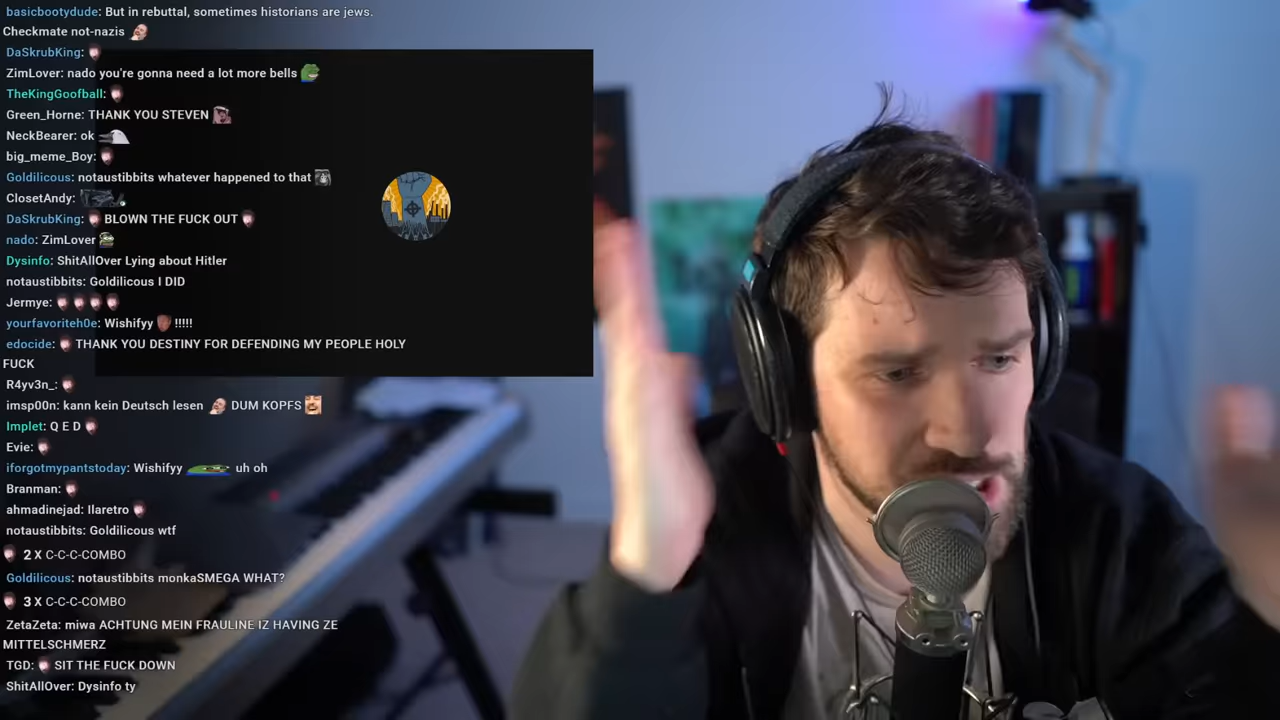 basicbootydude: But in rebuttal, sometimes historians are jews.
Checkmate not-nazis
DaSkrubKing:
ZimLover: nado you're gonna need a lot more bells
TheKingGoofball:
Green_Horne: THANK YOU STEVEN
NeckBearer: ok
big_meme_Boy:
Goldilicous: notaustibbits whatever happened to that
ClosetAndy:
DaSkrubKing: BLOWN THE FUCK OUT
nado: ZimLover
Dysinfo: ShitAllOver Lying about Hitler
notaustibbits: Goldilicous I DID
Jermye:
yourfavoriteh0e: Wishifyy !!!!!
edocide: THANK YOU DESTINY FOR DEFENDING MY PEOPLE HOLY
FUCK
R4yv3n_:
imsp00n: kann kein Deutsch lesen DUM KOPFS
Implet: Q E D
Evie:
iforgotmypantstoday: Wishifyy uh oh
Branman:
ahmadinejad: Ilaretro
notaustibbits: Goldilicous wtf
2 X C-C-C-COMBO
Goldilicous: notaustibbits monkaSMEGA WHAT?
3 X C-C-C-COMBO
ZetaZeta: miwa ACHTUNG MEIN FRAULINE IZ HAVING ZE
MITTELSCHMERZ
TGD: SIT THE FUCK DOWN
ShitAllOver: Dysinfo ty